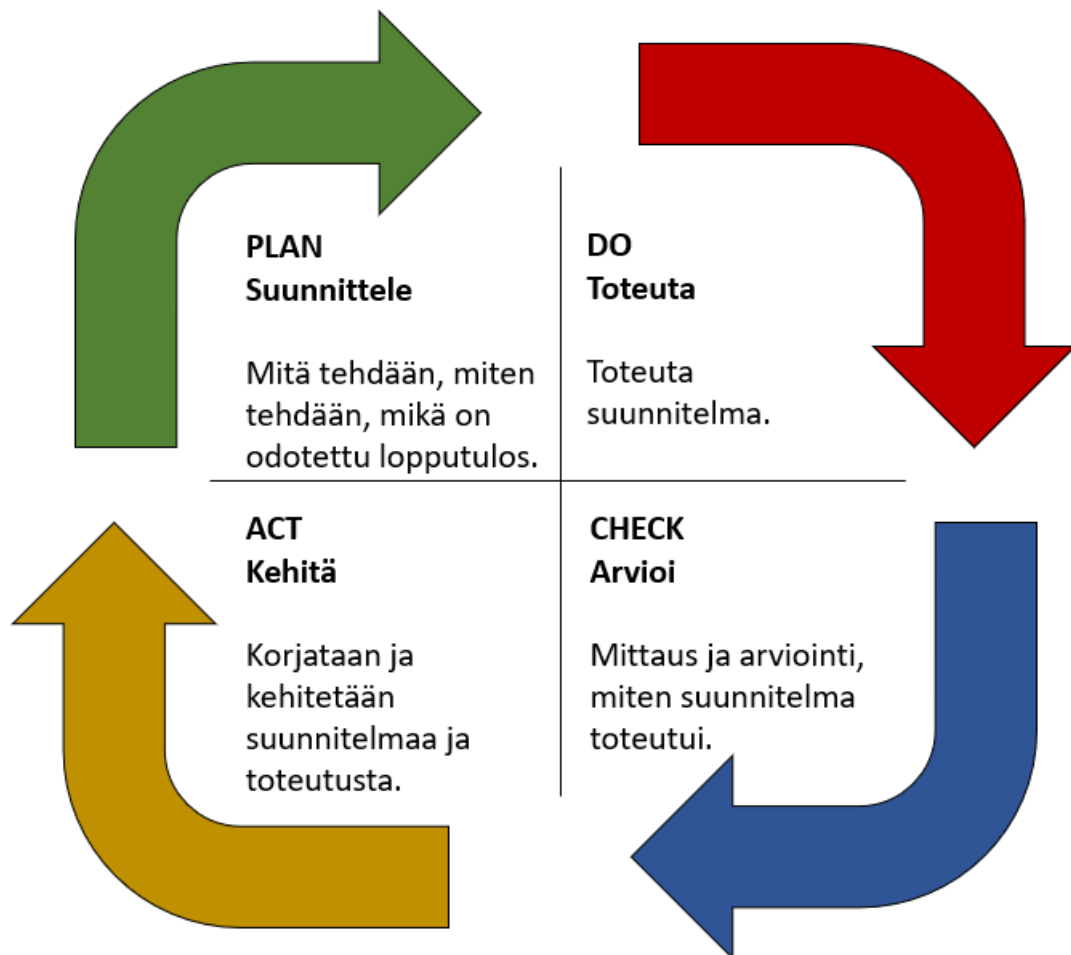 PLAN
Suunnittele
Mitä tehdään, miten
tehdään, mikä on
odotettu lopputulos.
DO
Toteuta
Toteuta
suunnitelma.
ACT
Kehitä
Korjataan ja
kehitetään
suunnitelmaa ja
toteutusta.
CHECK
Arvioi
Mittaus ja arviointi,
miten suunnitelma
toteutui.